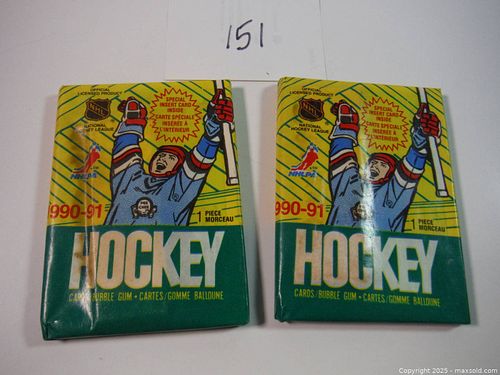 151
OFFICIAL
LICENSED PRODUCT
NATIONAL
HOCKEY LEAGUE
SPECIAL
INSERT CARD
INSIDE
CARTE SPÉCIALE
INSÉRÉE À
L'INTÉRIEUR
NHLPA
990-91
1 PIECE
MORCEAU
HOCKEY
CARDS/BUBBLE GUM • CARTES/GOMME BALLOUNE
OFFICIAL
LICENSED PRODUCT
NATIONAL
HOCKEY LEAGUE
SPECIAL
INSERT CARD
INSIDE
CARTE SPÉCIALE
INSÉRÉE À
L'INTÉRIEUR
NHLPA
990-91
1 PIECE
MORCEAU
HOCKEY
CARDS/BUBBLE GUM • CARTES/GOMME BALLOUNE
Copyright 2025 - maxsold.com